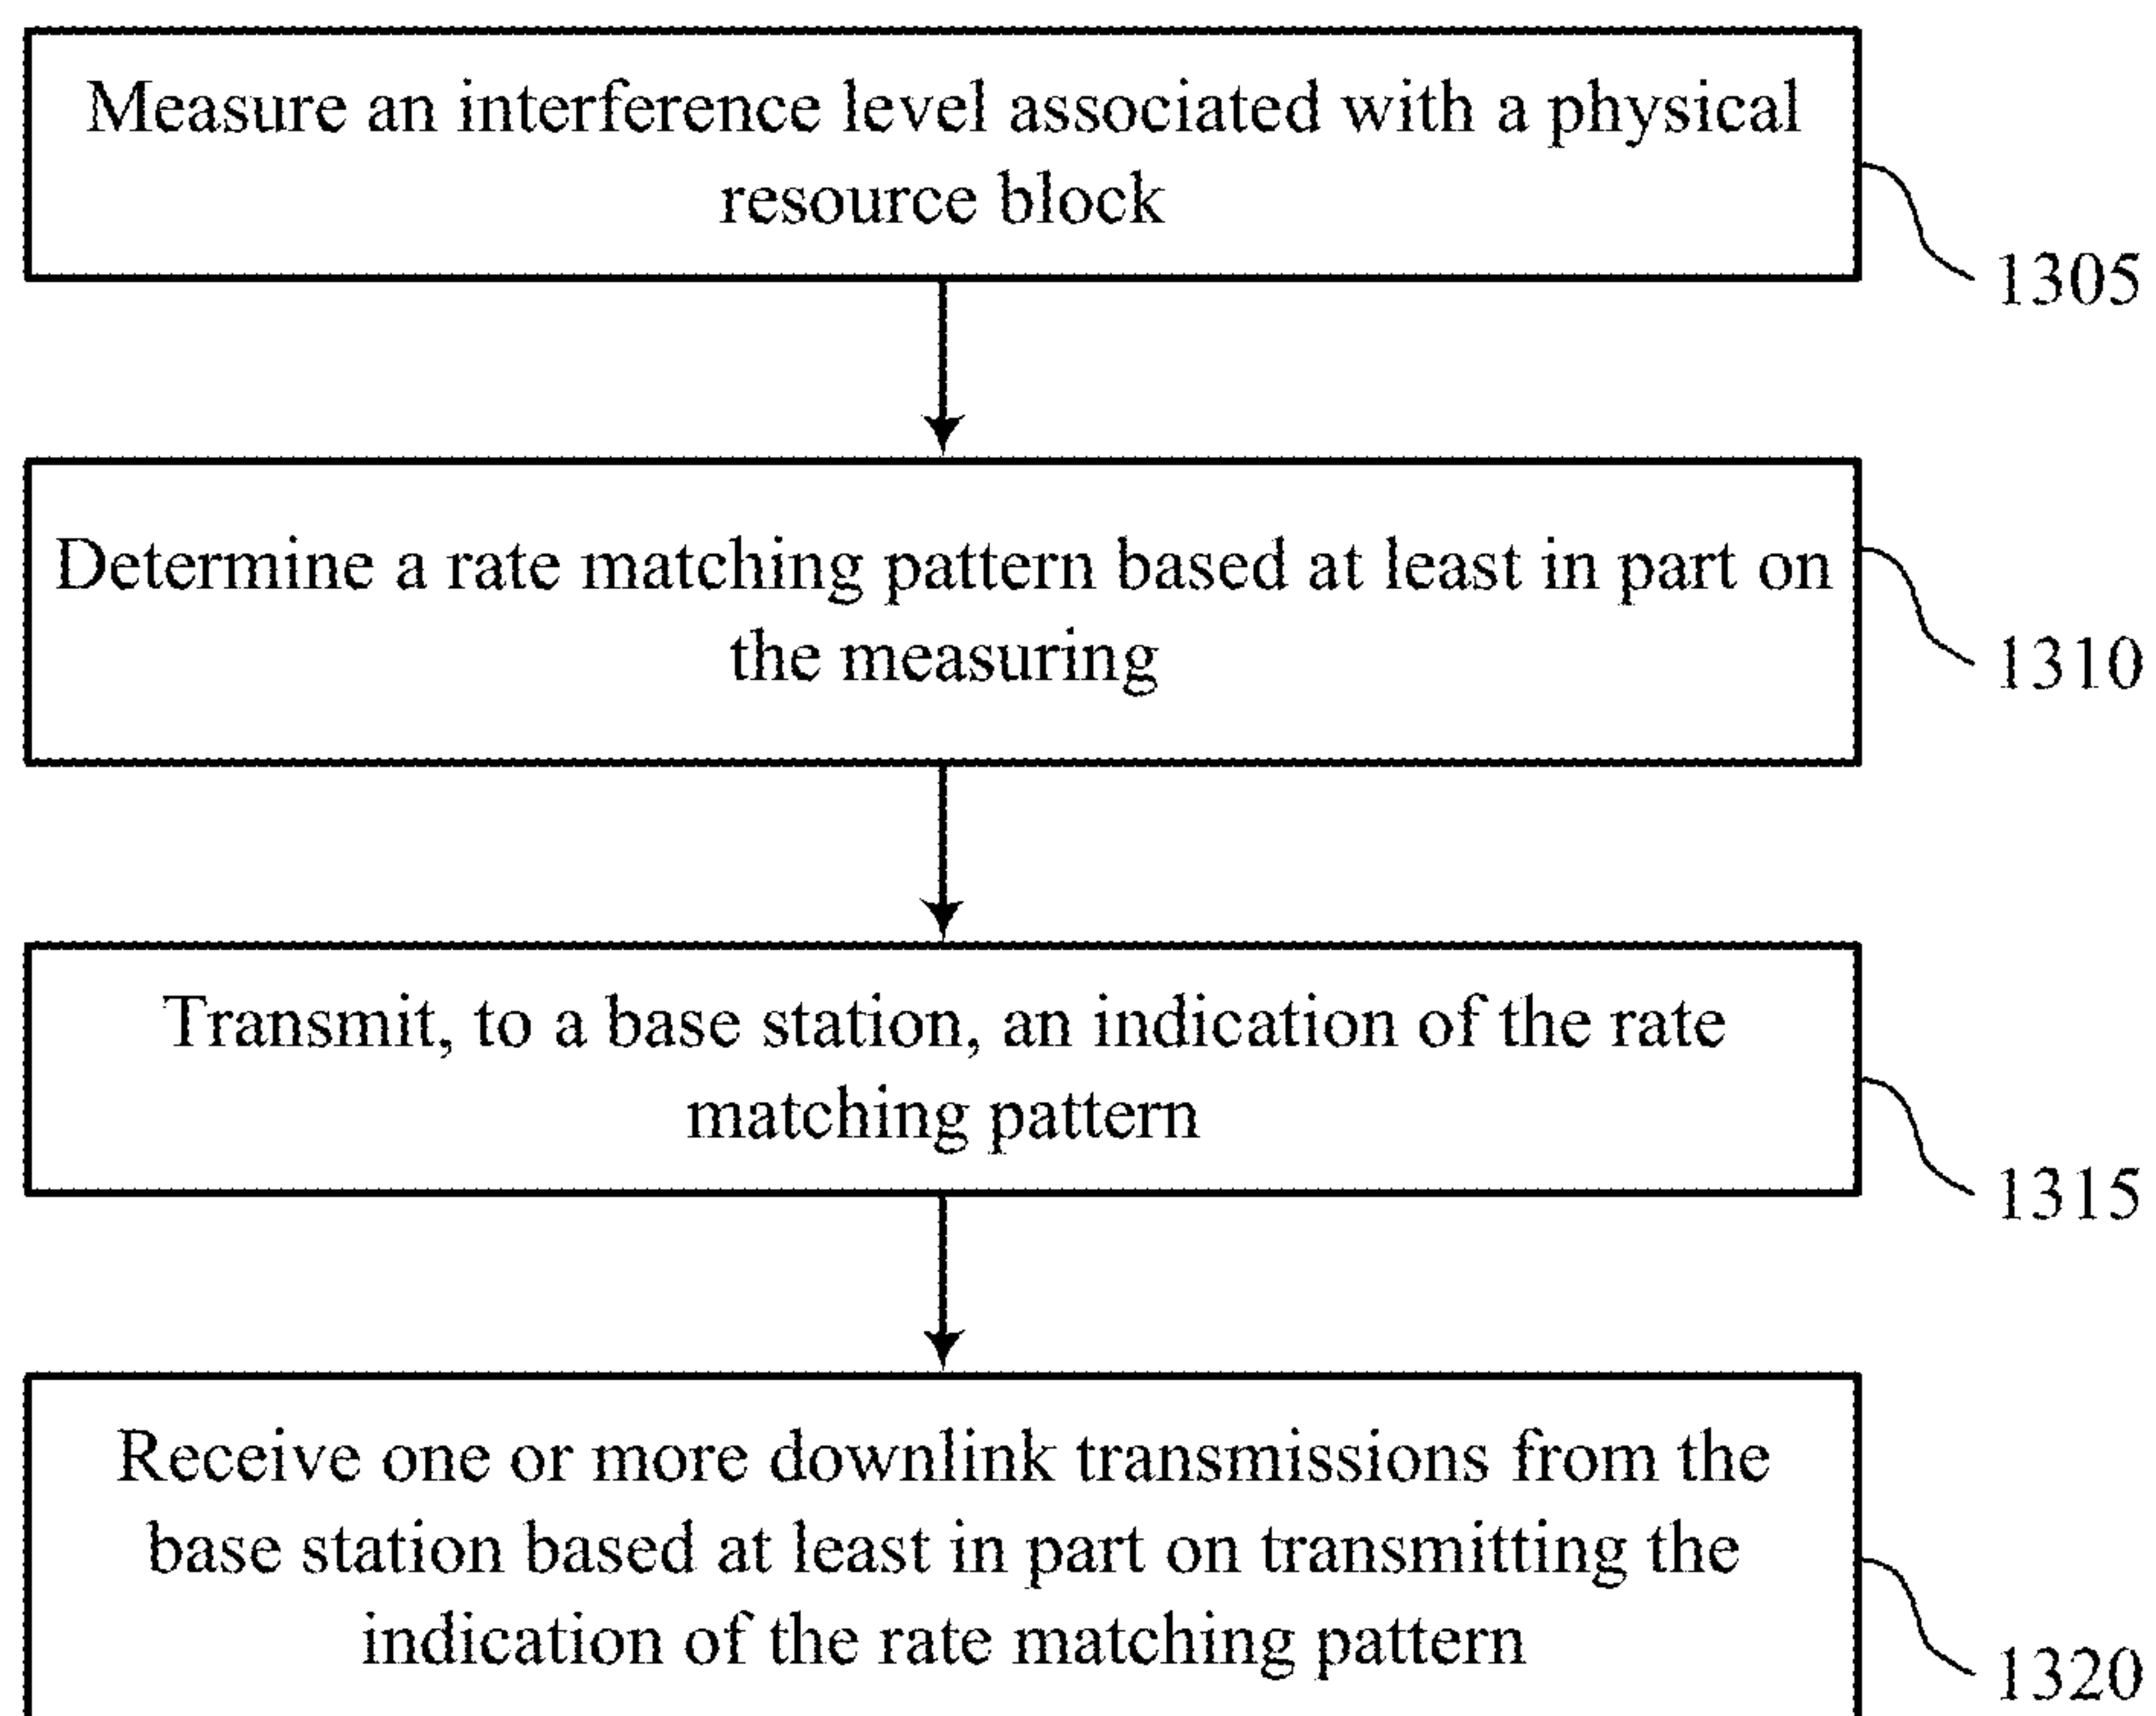 Measure an interference level associated with a physical
resource block
1305
Determine a rate matching pattern based at least in part on
the measuring
1310
Transmit, to a base station, an indication of the rate
matching pattern
1315
Receive one or more downlink transmissions from the
base station based at least in part on transmitting the
indication of the rate matching pattern
1320